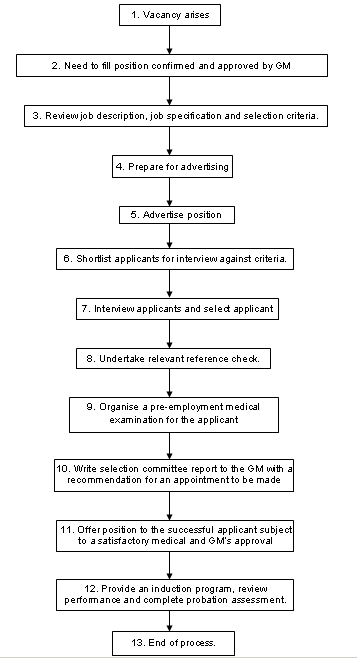 1. Vacancy arises
2. Need to fill position confirmed and approved by GM
3. Review job description, job specification and selection criteria.
4. Prepare for advertising
5. Advertise position
6. Shortlist applicants for interview against criteria.
7. Interview applicants and select applicant
8. Undertake relevant reference check.
9. Organise a pre-employment medical
examination for the applicant
10. Write selection committee report to the GM with a
recommendation for an appointment to be made
11. Offer position to the successful applicant subject
to a satisfactory medical and GM's approval
12. Provide an induction program, review
performance and complete probation assessment.
13. End of process.